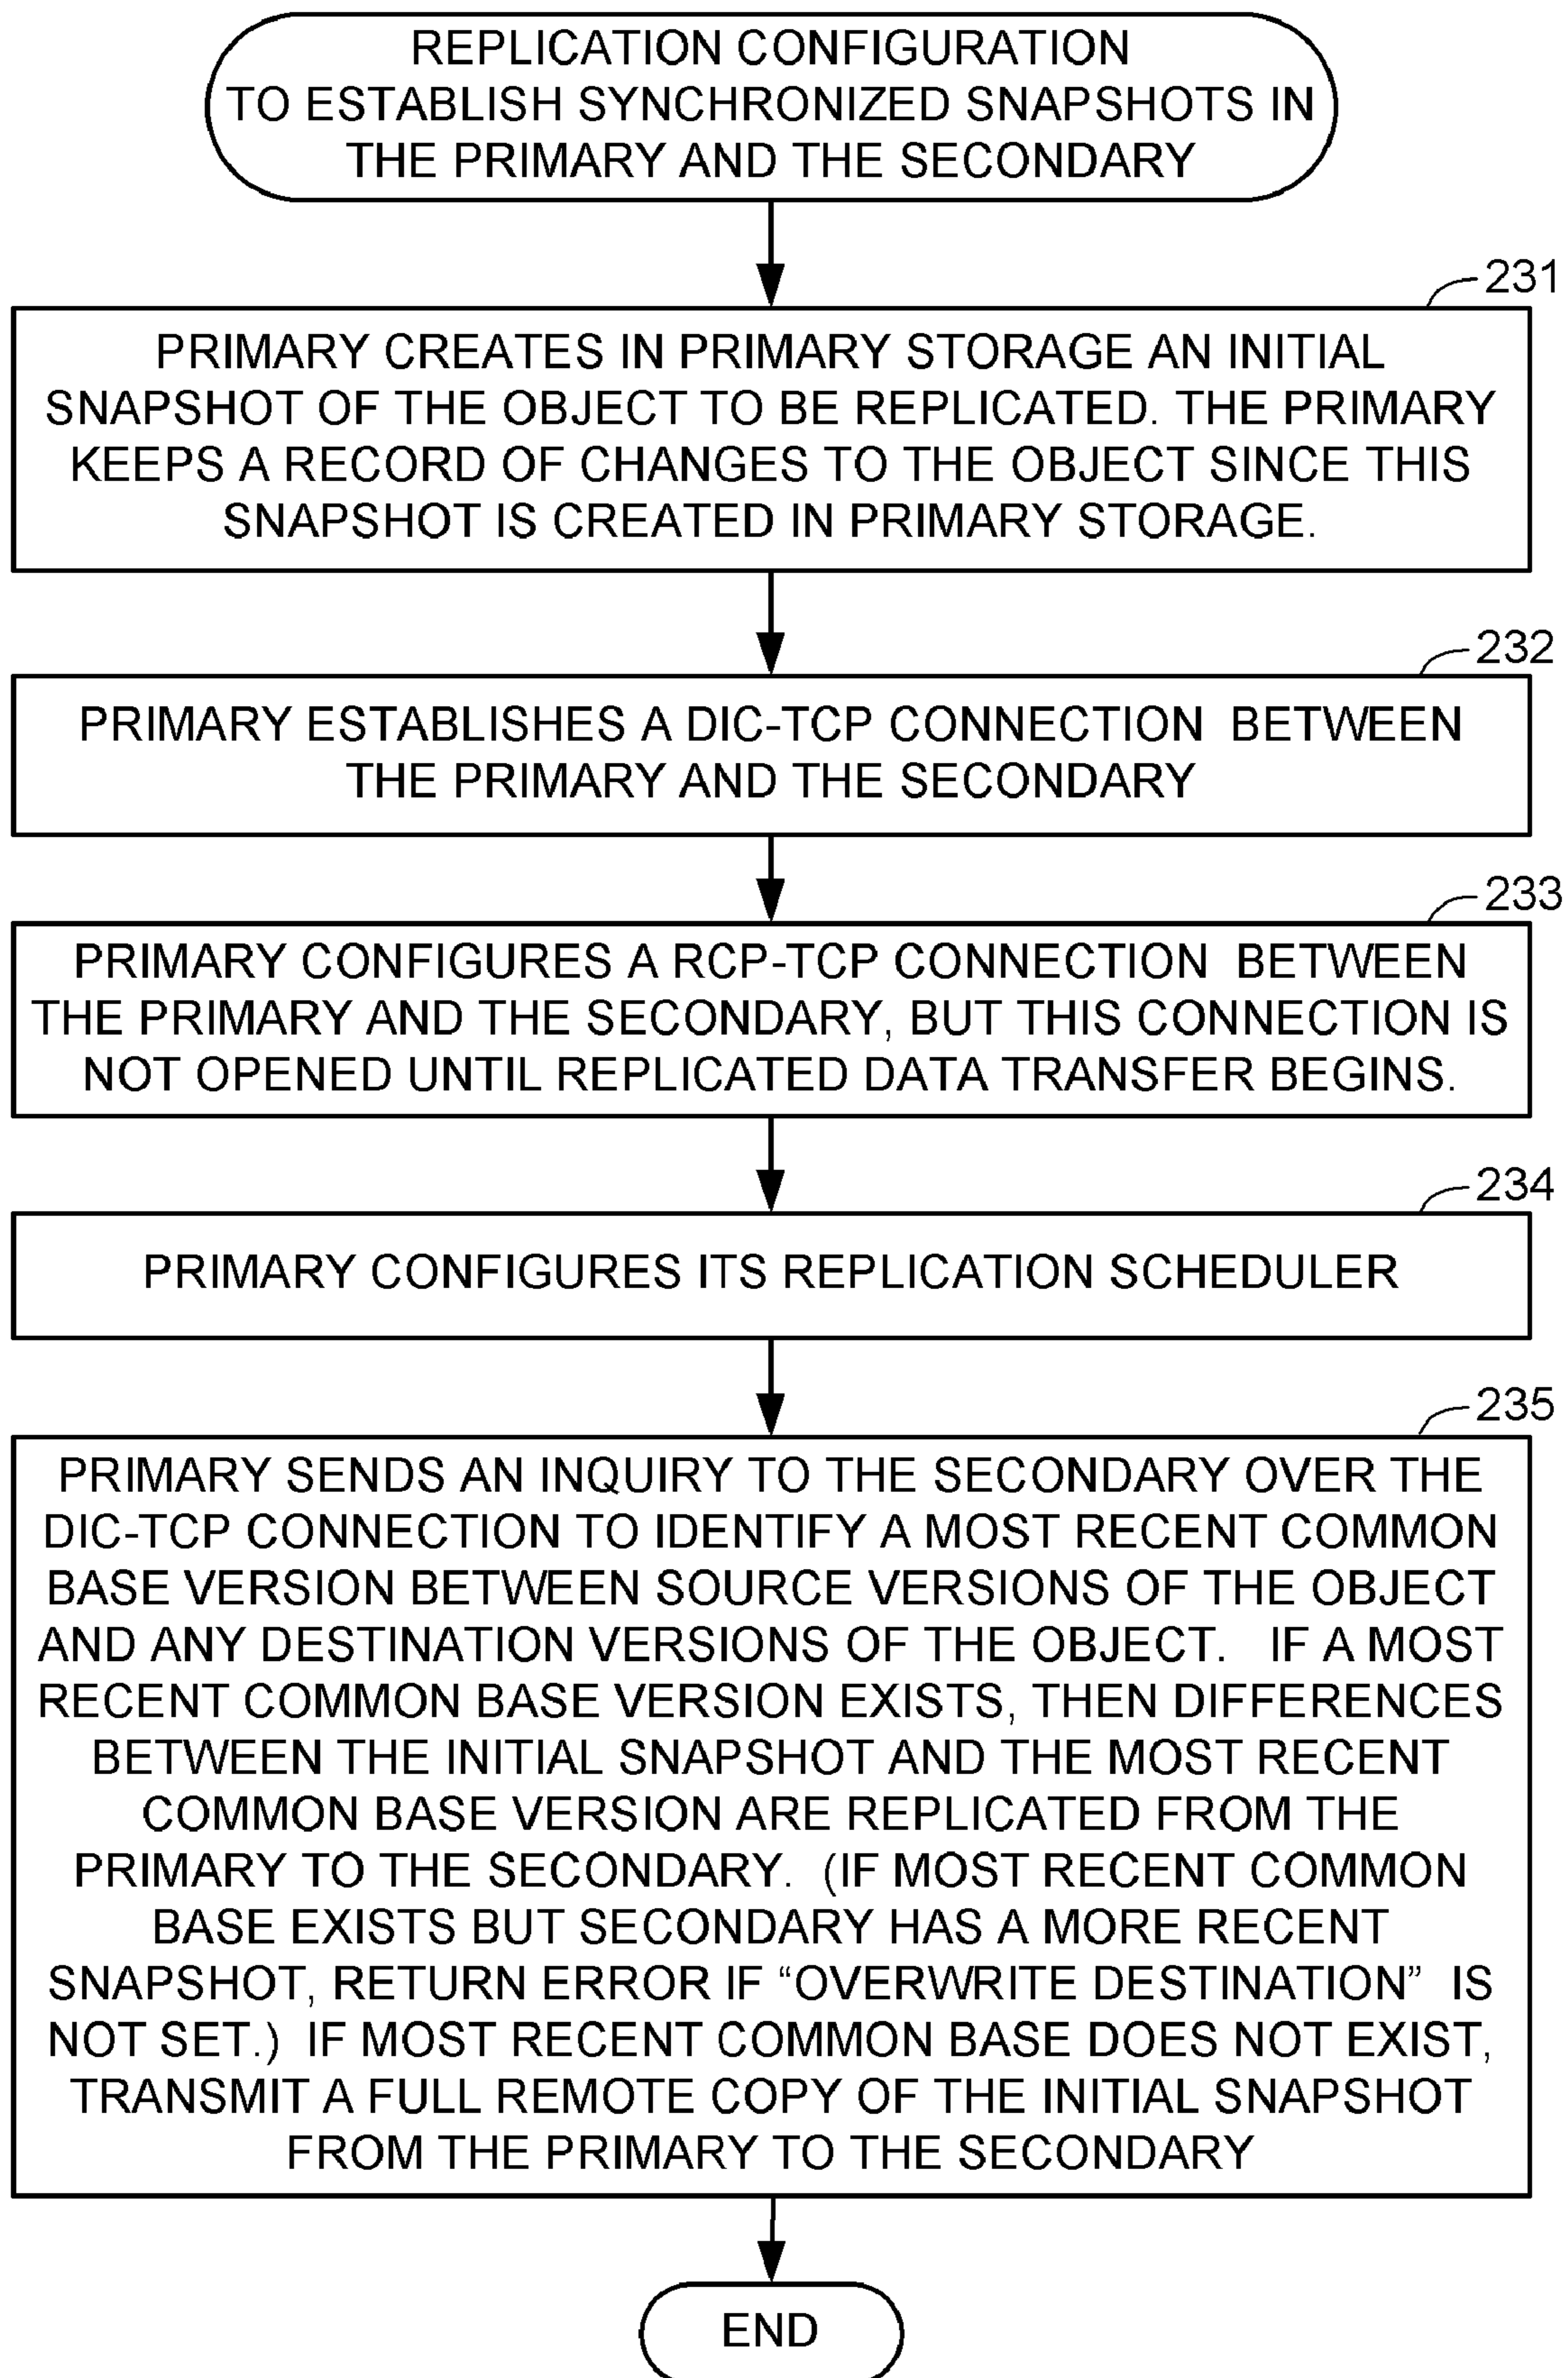 REPLICATION CONFIGURATION
TO ESTABLISH SYNCHRONIZED SNAPSHOTS IN
THE PRIMARY AND THE SECONDARY
231
PRIMARY CREATES IN PRIMARY STORAGE AN INITIAL
SNAPSHOT OF THE OBJECT TO BE REPLICATED. THE PRIMARY
KEEPS A RECORD OF CHANGES TO THE OBJECT SINCE THIS
SNAPSHOT IS CREATED IN PRIMARY STORAGE.
232
PRIMARY ESTABLISHES A DIC-TCP CONNECTION BETWEEN
THE PRIMARY AND THE SECONDARY
233
PRIMARY CONFIGURES A RCP-TCP CONNECTION BETWEEN
THE PRIMARY AND THE SECONDARY, BUT THIS CONNECTION IS
NOT OPENED UNTIL REPLICATED DATA TRANSFER BEGINS.
234
PRIMARY CONFIGURES ITS REPLICATION SCHEDULER
235
PRIMARY SENDS AN INQUIRY TO THE SECONDARY OVER THE
DIC-TCP CONNECTION TO IDENTIFY A MOST RECENT COMMON
BASE VERSION BETWEEN SOURCE VERSIONS OF THE OBJECT
AND ANY DESTINATION VERSIONS OF THE OBJECT. IF A MOST
RECENT COMMON BASE VERSION EXISTS, THEN DIFFERENCES
BETWEEN THE INITIAL SNAPSHOT AND THE MOST RECENT
COMMON BASE VERSION ARE REPLICATED FROM THE
PRIMARY TO THE SECONDARY. (IF MOST RECENT COMMON
BASE EXISTS BUT SECONDARY HAS A MORE RECENT
SNAPSHOT, RETURN ERROR IF “OVERWRITE DESTINATION” IS
NOT SET.) IF MOST RECENT COMMON BASE DOES NOT EXIST,
TRANSMIT A FULL REMOTE COPY OF THE INITIAL SNAPSHOT
FROM THE PRIMARY TO THE SECONDARY
END